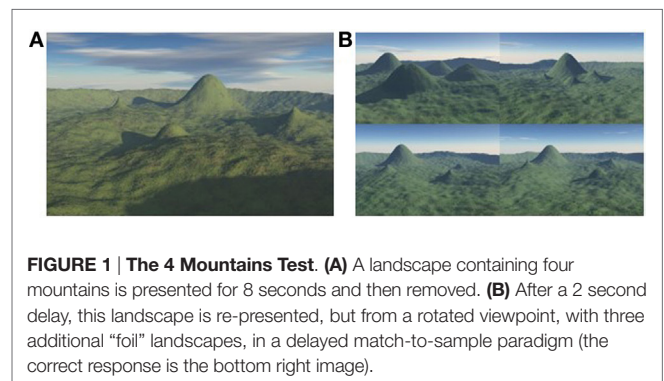 A
B
FIGURE 1 | The 4 Mountains Test. (A) A landscape containing four
mountains is presented for 8 seconds and then removed. (B) After a 2 second
delay, this landscape is re-presented, but from a rotated viewpoint, with three
additional “foil” landscapes, in a delayed match-to-sample paradigm (the
correct response is the bottom right image).